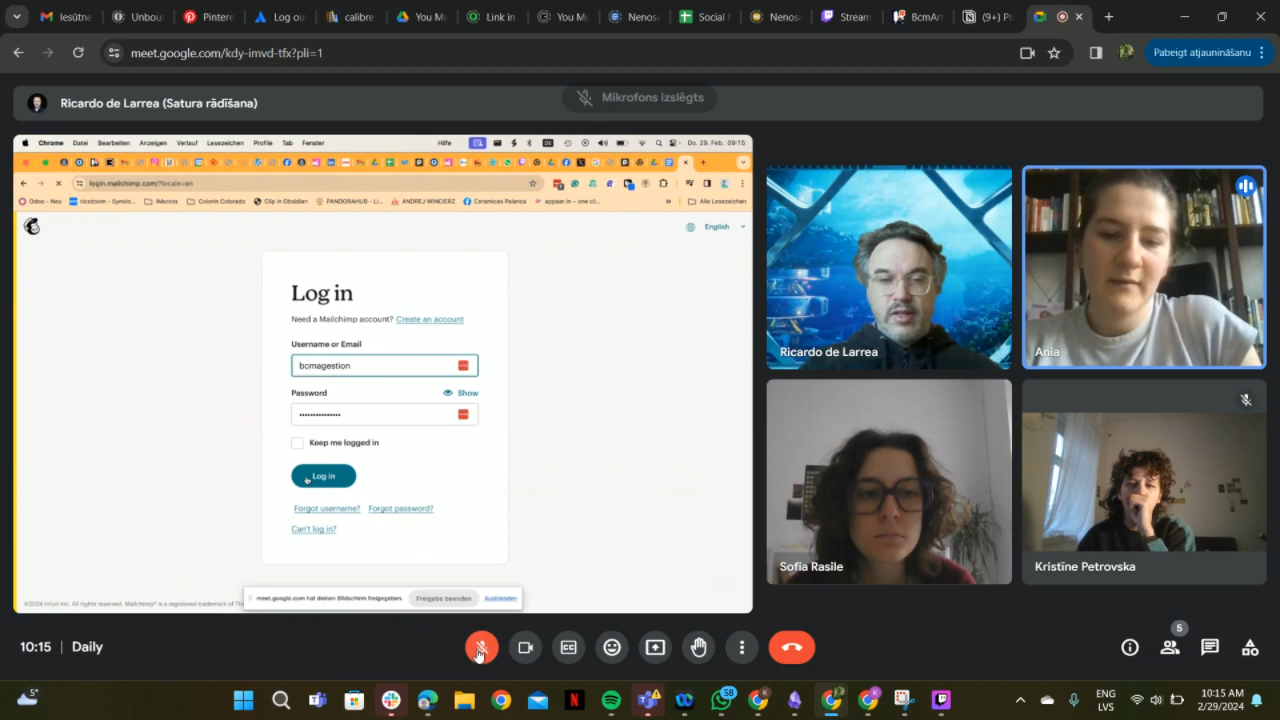 Iesūtne
Unbou
Pintere
Log ou
calibre
You M
Link in
You M
Nenos
Social
Nenosa
Stream
BcmAr
(9+) Pr
meet.google.com/kdy-imvd-tfx?pli=1
Pabeigt atjaunināšanu
Ricardo de Larrea (Satura rādīšana)
Mikrofons izslēgts
Chrome Datei Bearbeiten Anzeigen Verlauf Lesezeichen Profile Tab Fenster Hilfe Do. 29. Feb. 09:15
login.mailchimp.com/?locale=en
Odoo - Neu
ricsdoom - Synolo...
iMacros
Colorin Colorado
Clip in Obsidian
PANDORAHUB - Li...
ANDREJ WINCIERZ
Ceramicas Palanca
appear.in – one cli...
Alle Lesezeichen
English
Log in
Need a Mailchimp account? Create an account
Username or Email
bcmagestion
Password
Show
Keep me logged in
Log in
Forgot username? Forgot password?
Can't log in?
©2024 Intuit Inc. All rights reserved. Mailchimp® is a registered trademark of Th
meet.google.com hat deinen Bildschirm freigegeben. Freigabe beenden Ausblenden
Ricardo de Larrea
Ania
Kristine Resnikovska
10:15 | Daily
5
5°
58
ENG
LVS
10:15 AM
2/29/2024